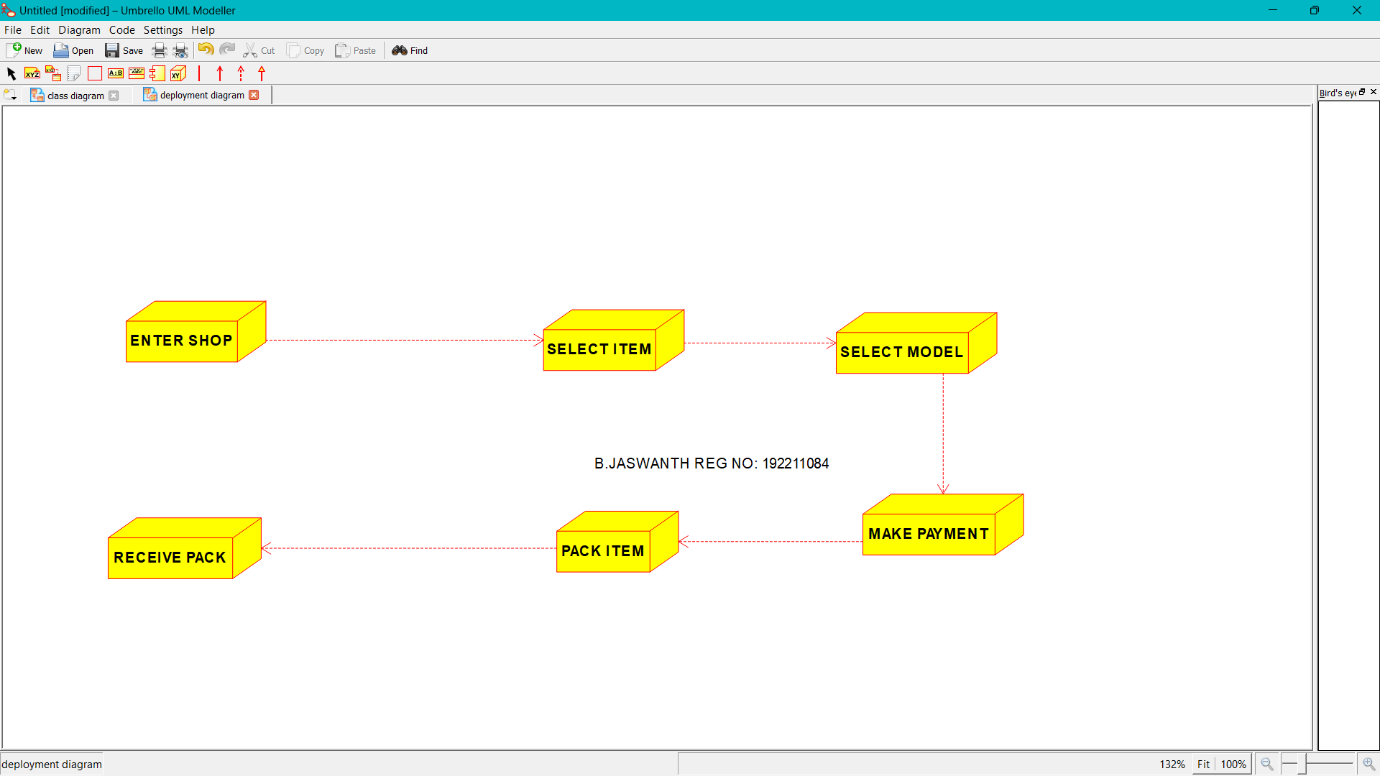 Untitled [modified] – Umbrello UML Modeller
File Edit Diagram Code Settings Help
New Open Save Cut Copy Paste Find
class diagram deployment diagram
Bird's eye
ENTER SHOP
SELECT ITEM
SELECT MODEL
B.JASWANTH REG NO: 192211084
MAKE PAYMENT
PACK ITEM
RECEIVE PACK
deployment diagram 132% Fit 100%